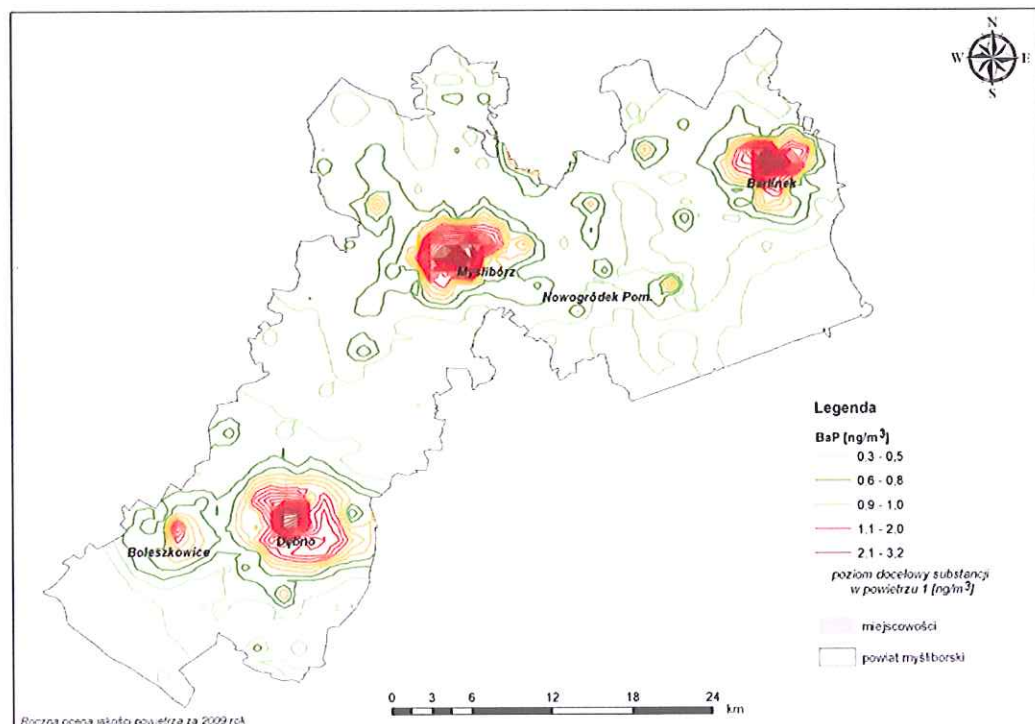 N
W E
S
Barlinek
Myślibórz
Nowogródek Pom.
Dębno
Boleszkowice
Legenda
BaP [ng/m³]
0.3 - 0,5
0.6 - 0,8
0.9 - 1.0
1.1 - 2.0
2.1 - 3,2
poziom docelowy substancji
w powietrzu 1 [ng/m³]
miejscowości
powiat myśliborski
0 3 6 12 18 24
km
Roczna ocena jakości powietrza za 2009 rok